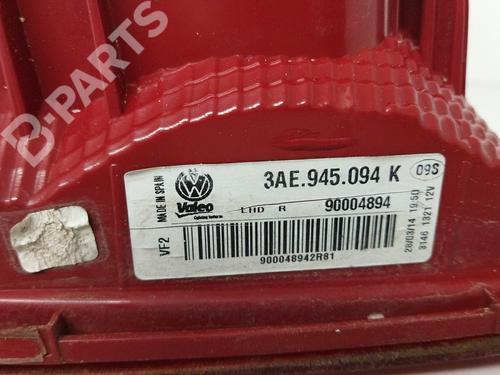 B-PARTS
MADE IN SPAIN
VF2
Valeo
3AE.945.094 K
09S
LHD R 90004894
900048942R81
28/03/14 19:50
3146 1321 12V